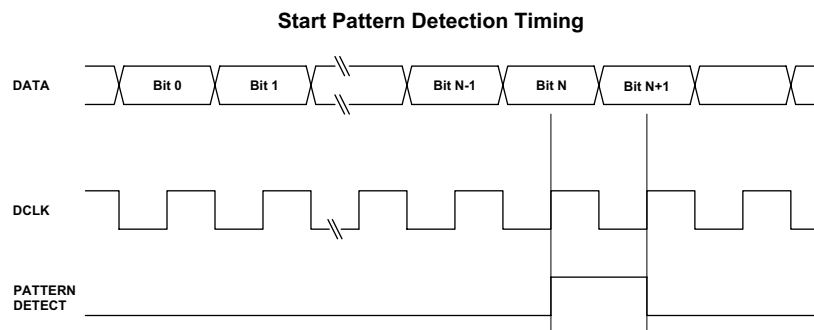 Start Pattern Detection Timing
DATA
Bit 0
Bit 1
Bit N-1
Bit N
Bit N+1
DCLK
PATTERN
DETECT